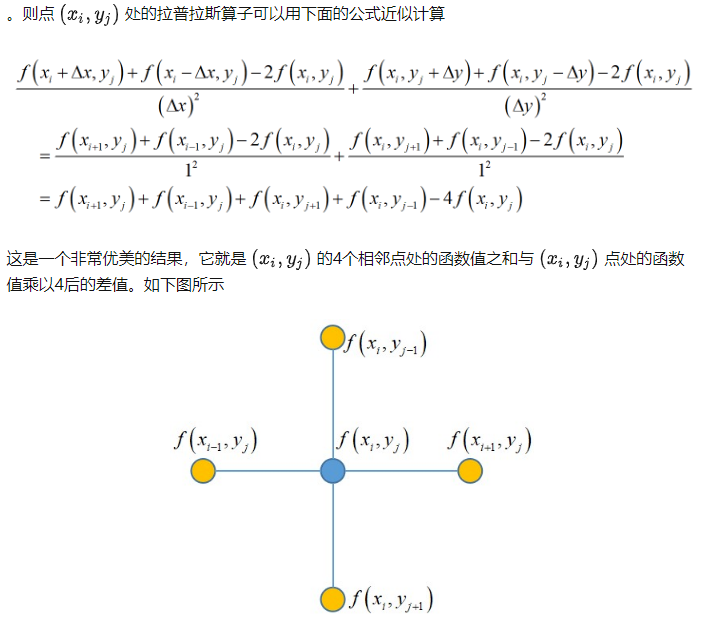 。则点 (x_i, y_j) 处的拉普拉斯算子可以用下面的公式近似计算
\frac{f(x_i+Δx, y_j)+f(x_i-Δx, y_j)-2f(x_i, y_j)}{(Δx)^2}+\frac{f(x_i, y_j+Δy)+f(x_i, y_j-Δy)-2f(x_i, y_j)}{(Δy)^2}
=\frac{f(x_{i+1}, y_j)+f(x_{i-1}, y_j)-2f(x_i, y_j)}{1^2}+\frac{f(x_i, y_{j+1})+f(x_i, y_{j-1})-2f(x_i, y_j)}{1^2}
=f(x_{i+1}, y_j)+f(x_{i-1}, y_j)+f(x_i, y_{j+1})+f(x_i, y_{j-1})-4f(x_i, y_j)
这是一个非常优美的结果，它就是 (x_i, y_j) 的4个相邻点处的函数值之和与 (x_i, y_j) 点处的函数
值乘以4后的差值。如下图所示
f(x_i, y_{j-1})
f(x_{i-1}, y_j) f(x_i, y_j) f(x_{i+1}, y_j)
f(x_i, y_{j+1})